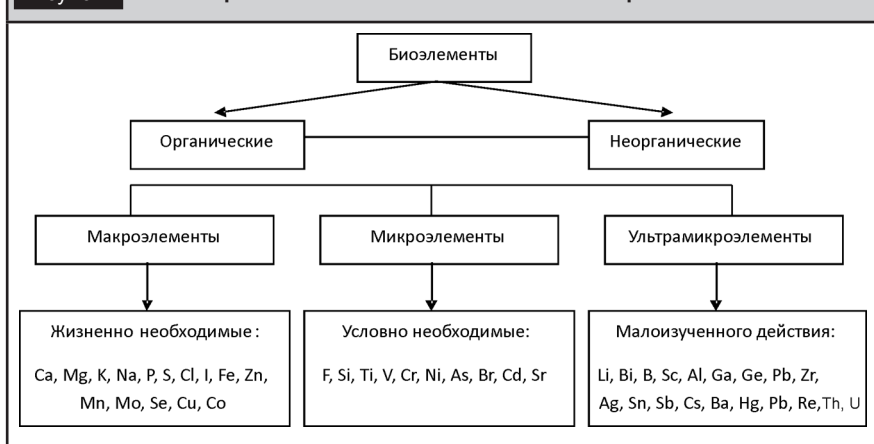 Биоэлементы
Органические
Неорганические
Макроэлементы
Микроэлементы
Ультрамикроэлементы
Жизненно необходимые :
Ca, Mg, K, Na, P, S, Cl, I, Fe, Zn,
Mn, Mo, Se, Cu, Co
Условно необходимые:
F, Si, Ti, V, Cr, Ni, As, Br, Cd, Sr
Малоизученного действия:
Li, Bi, B, Sc, Al, Ga, Ge, Pb, Zr,
Ag, Sn, Sb, Cs, Ba, Hg, Pb, Re,Th, U